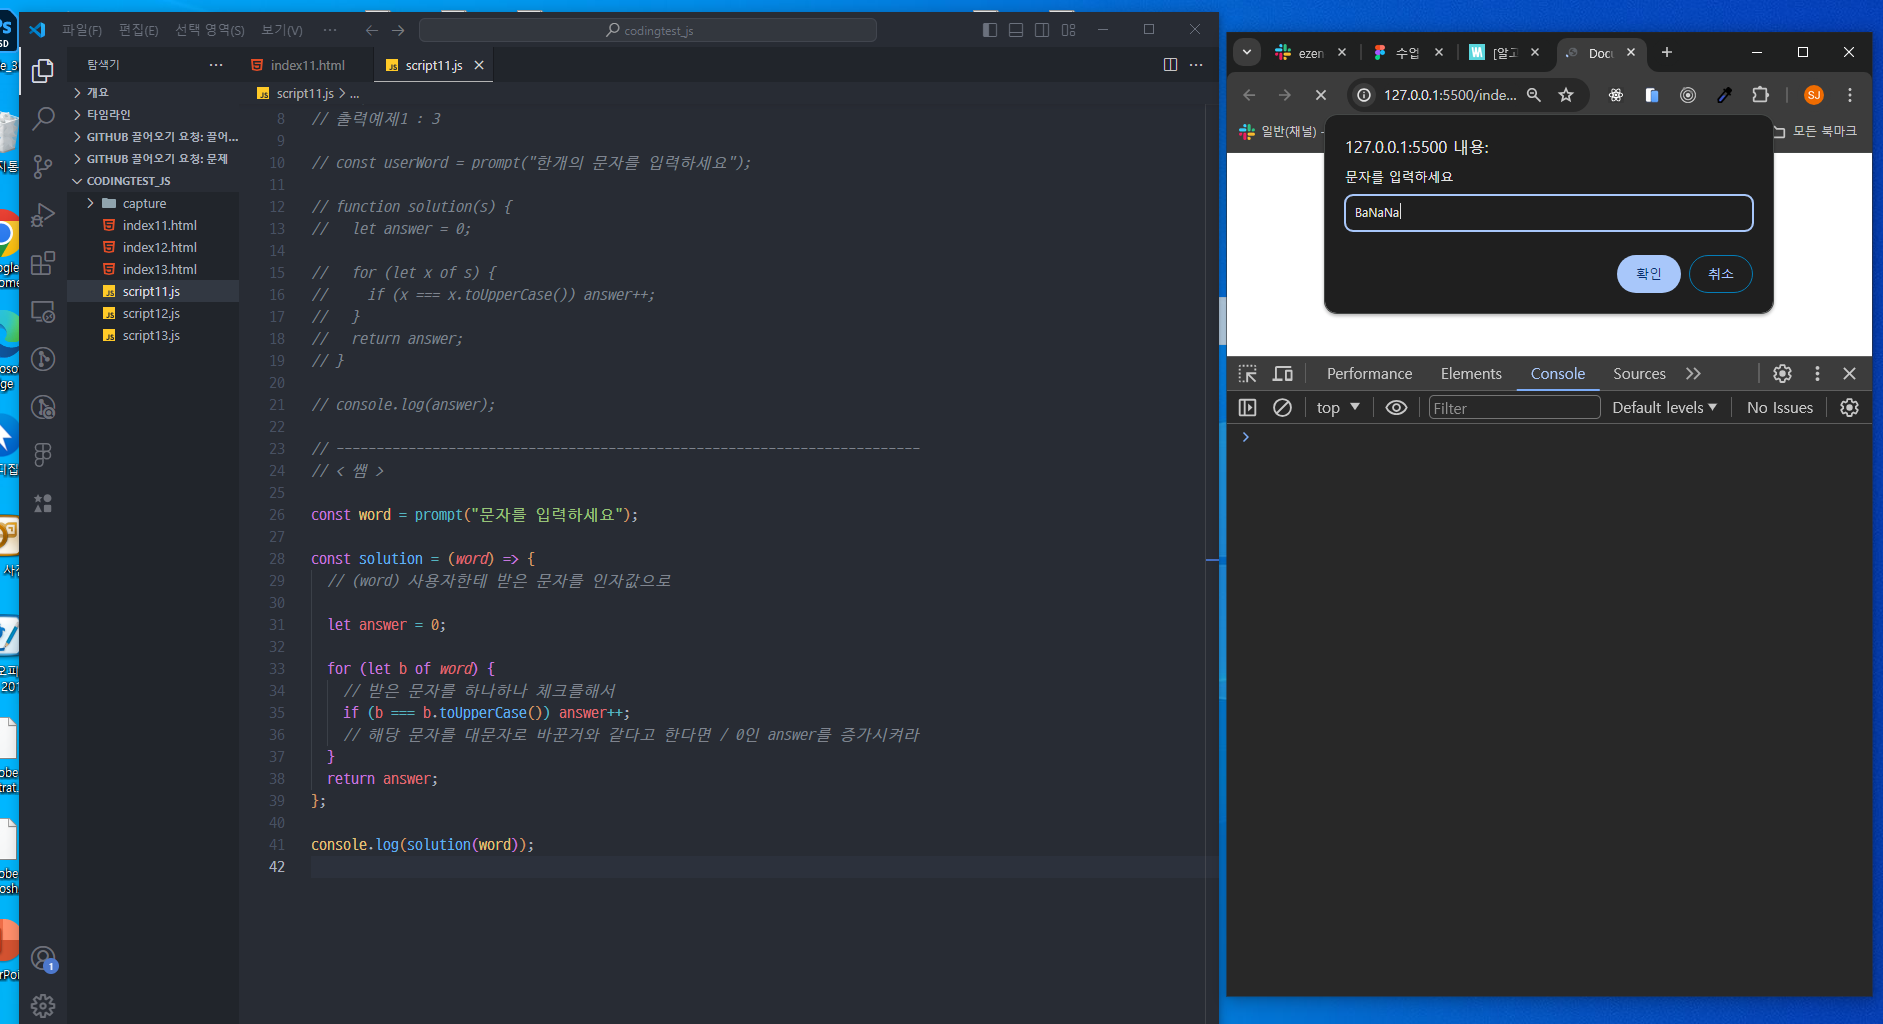 파일(F) 편집(E) 선택 영역(S) 보기(V) ··· codingtest_js
탐색기 ···
개요
타임라인
GITHUB 끌어오기 요청: 끌어...
GITHUB 끌어오기 요청: 문제
CODINGTEST_JS
capture
index11.html
index12.html
index13.html
script11.js
script12.js
script13.js
1
index11.html script11.js
script11.js > ...
8 // 출력예제1 : 3
9
10 // const userWord = prompt("한개의 문자를 입력하세요");
11
12 // function solution(s) {
13 //   let answer = 0;
14
15 //   for (let x of s) {
16 //     if (x === x.toUpperCase()) answer++;
17 //   }
18 //   return answer;
19 // }
20
21 // console.log(answer);
22
23 // -------------------------------------------------------------------------
24 // < 쌤 >
25
26 const word = prompt("문자를 입력하세요");
27
28 const solution = (word) => {
29   // (word) 사용자한테 받은 문자를 인자값으로
30
31   let answer = 0;
32
33   for (let b of word) {
34     // 받은 문자를 하나하나 체크를해서
35     if (b === b.toUpperCase()) answer++;
36     // 해당 문자를 대문자로 바꾼거와 같다고 한다면 / 0인 answer를 증가시켜라
37   }
38   return answer;
39 };
40
41 console.log(solution(word));
42
ezen 수업 [알고 Docu
127.0.0.1:5500/inde... SJ
일반(채널) - 모든 북마크
127.0.0.1:5500 내용:
문자를 입력하세요
BaNaNa
확인 취소
Performance Elements Console Sources
top Filter Default levels No Issues